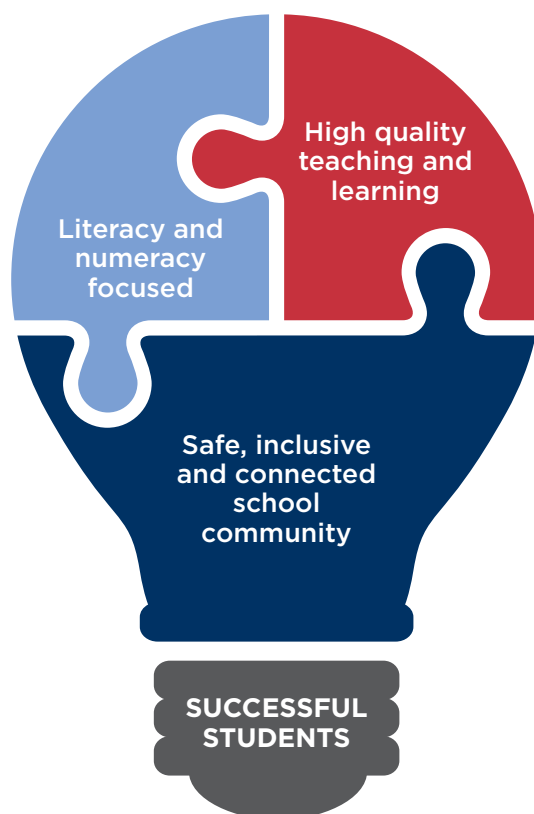 High quality
teaching and
learning
Literacy and
numeracy
focused
Safe, inclusive
and connected
school
community
SUCCESSFUL
STUDENTS